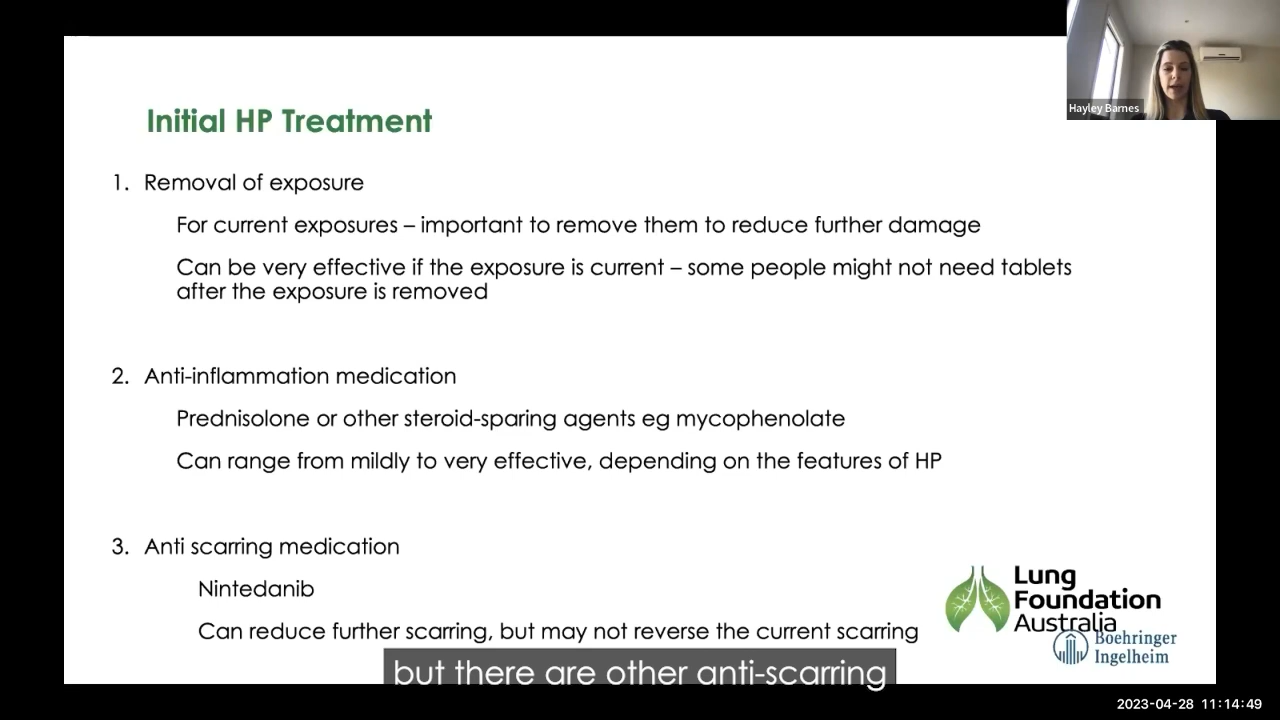 Hayley Barnes
Initial HP Treatment
1. Removal of exposure
For current exposures – important to remove them to reduce further damage
Can be very effective if the exposure is current – some people might not need tablets
after the exposure is removed
2. Anti-inflammation medication
Prednisolone or other steroid-sparing agents eg mycophenolate
Can range from mildly to very effective, depending on the features of HP
3. Anti scarring medication
Nintedanib
Can reduce further scarring, but may not reverse the current scarring
Lung
Foundation
Australia
Boehringer
Ingelheim
but there are other anti-scarring
2023-04-28 11:14:49